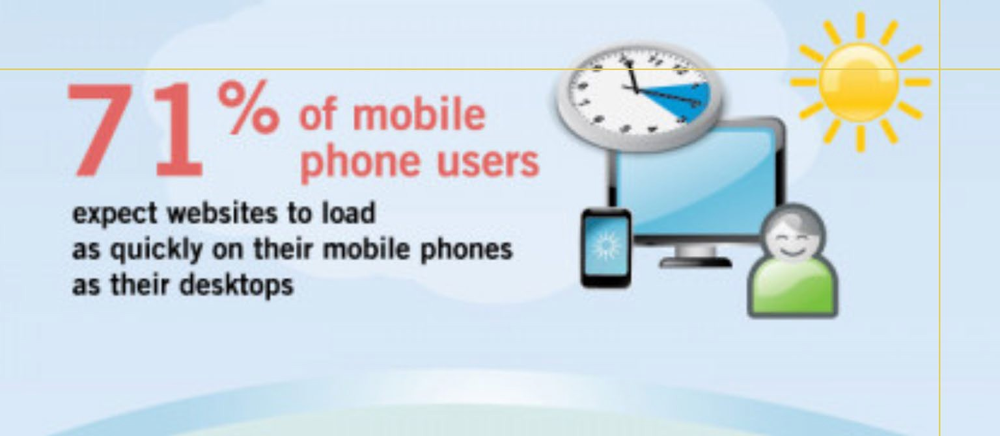 71% of mobile
phone users
expect websites to load
as quickly on their mobile phones
as their desktops